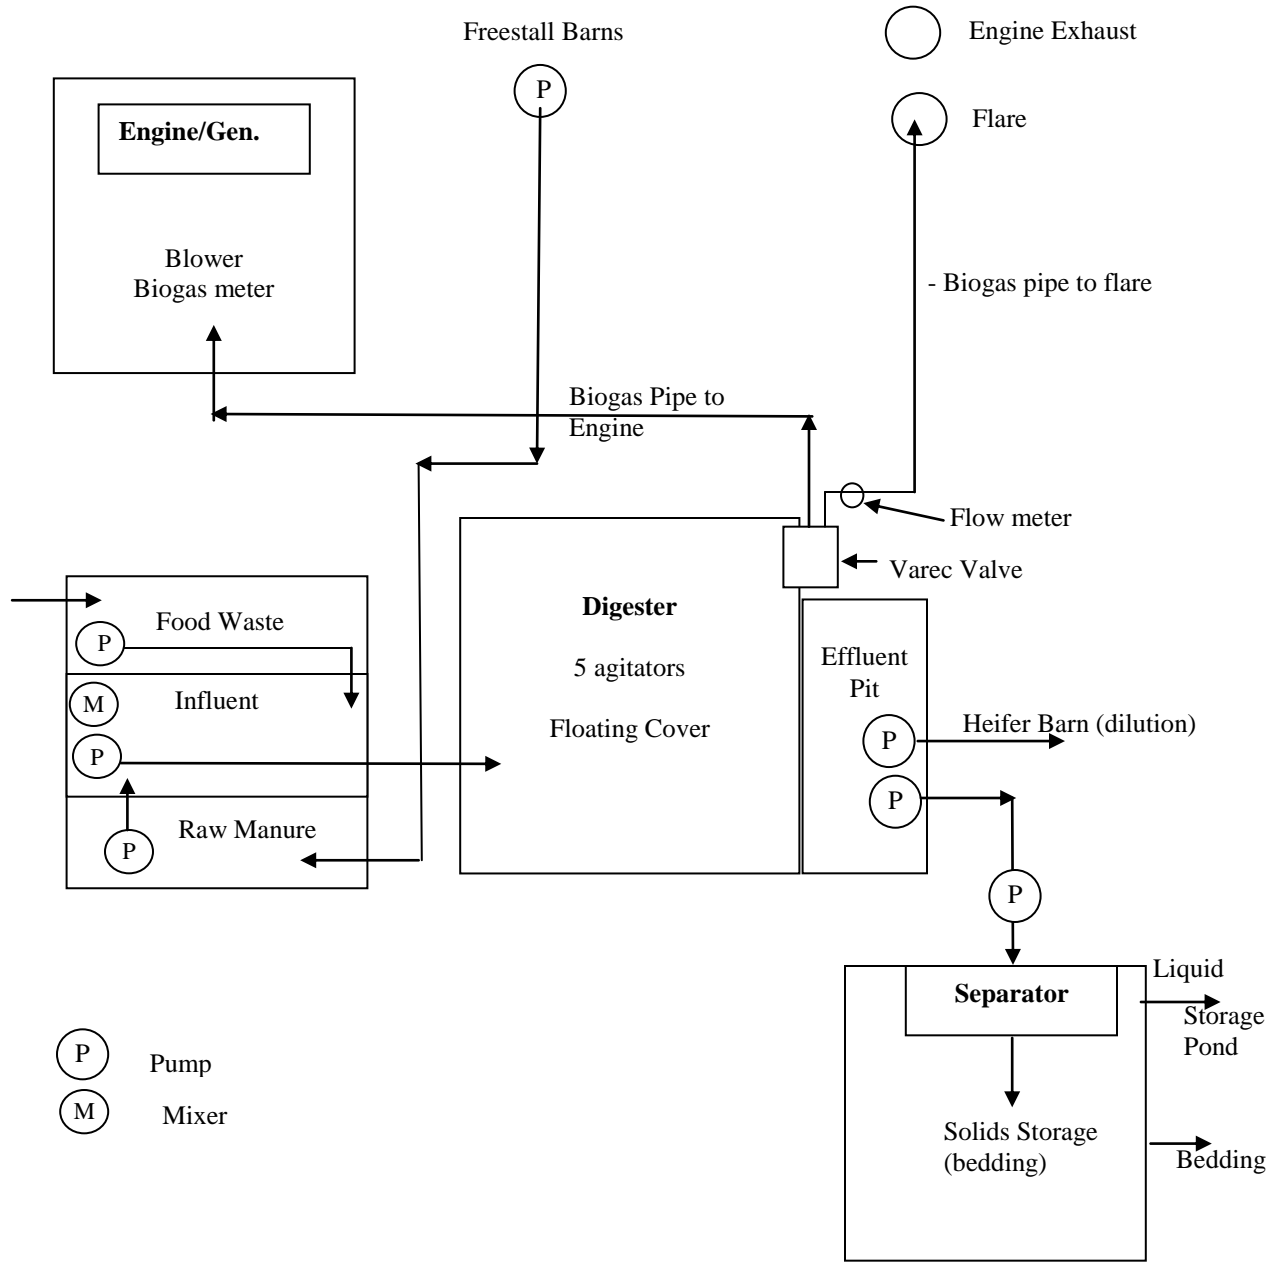 Freestall Barns
Engine Exhaust
P
Engine/Gen.
Flare
Blower
Biogas meter
- Biogas pipe to flare
Biogas Pipe to
Engine
Flow meter
Varec Valve
Food Waste
P
Digester
5 agitators
Floating Cover
Effluent
Pit
M
Influent
P
P
Heifer Barn (dilution)
P
Raw Manure
P
P
Separator
Liquid
Storage
Pond
Solids Storage
(bedding)
Bedding
P
Pump
M
Mixer